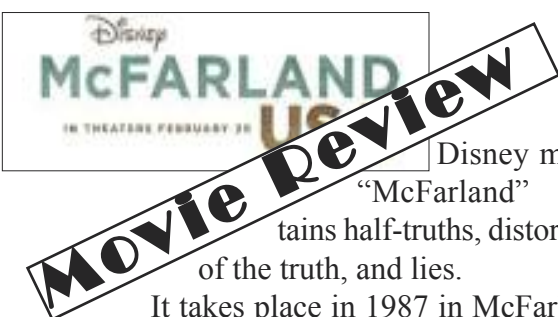 Disney
McFARLAND
IN THEATERS FEBRUARY 20
US
Movie Review
Disney m
“McFarland”
tains half-truths, distor
of the truth, and lies.
It takes place in 1987 in McFar